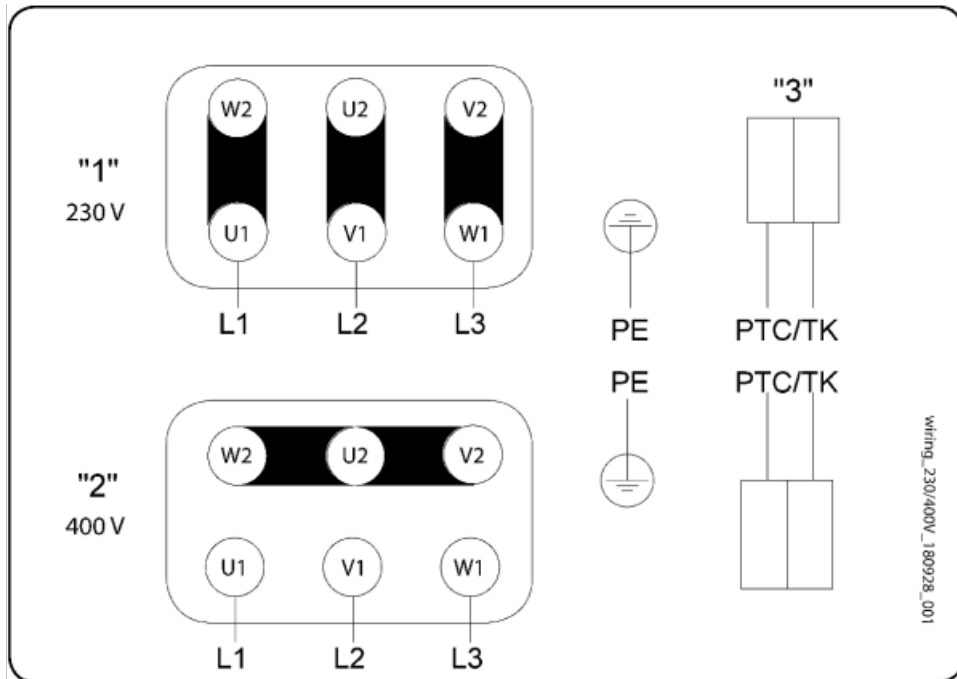 "1"
230 V
W2 U2 V2
U1 V1 W1
L1 L2 L3
PE
"3"
PTC/TK
"2"
400 V
W2 U2 V2
U1 V1 W1
L1 L2 L3
PE
PTC/TK
wiring_230/400V_180928_001